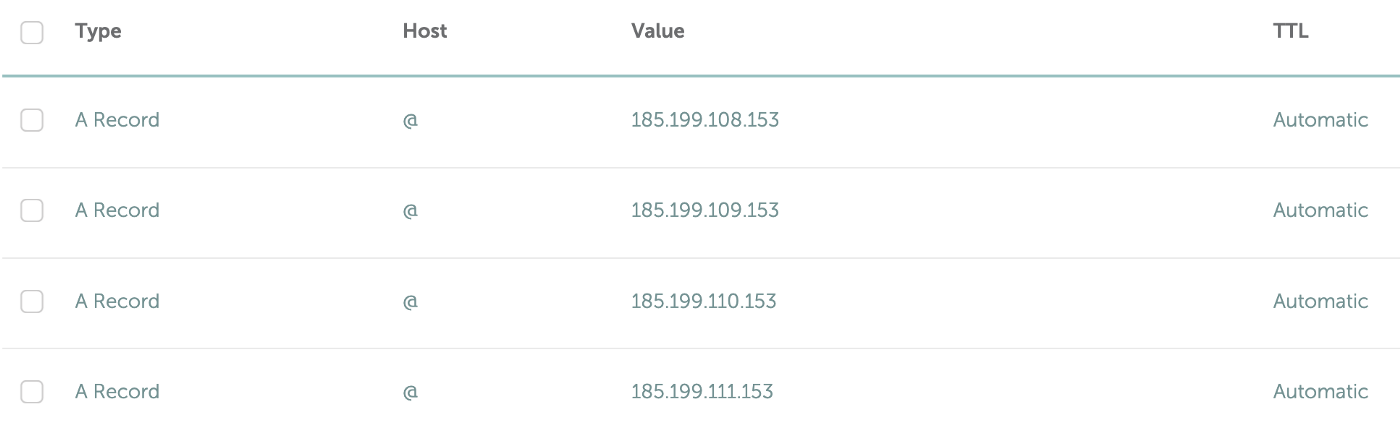 Type Host Value TTL
A Record @ 185.199.108.153 Automatic
A Record @ 185.199.109.153 Automatic
A Record @ 185.199.110.153 Automatic
A Record @ 185.199.111.153 Automatic